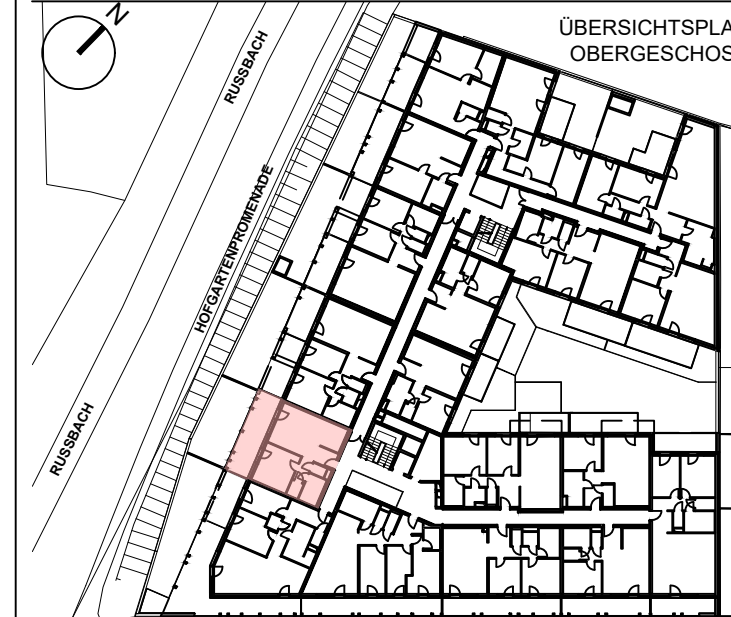 N
ÜBERSICHTSPLA
OBERGESCHOS
RUSSBACH
HOFGARTENPROMENADE
RUSSBACH